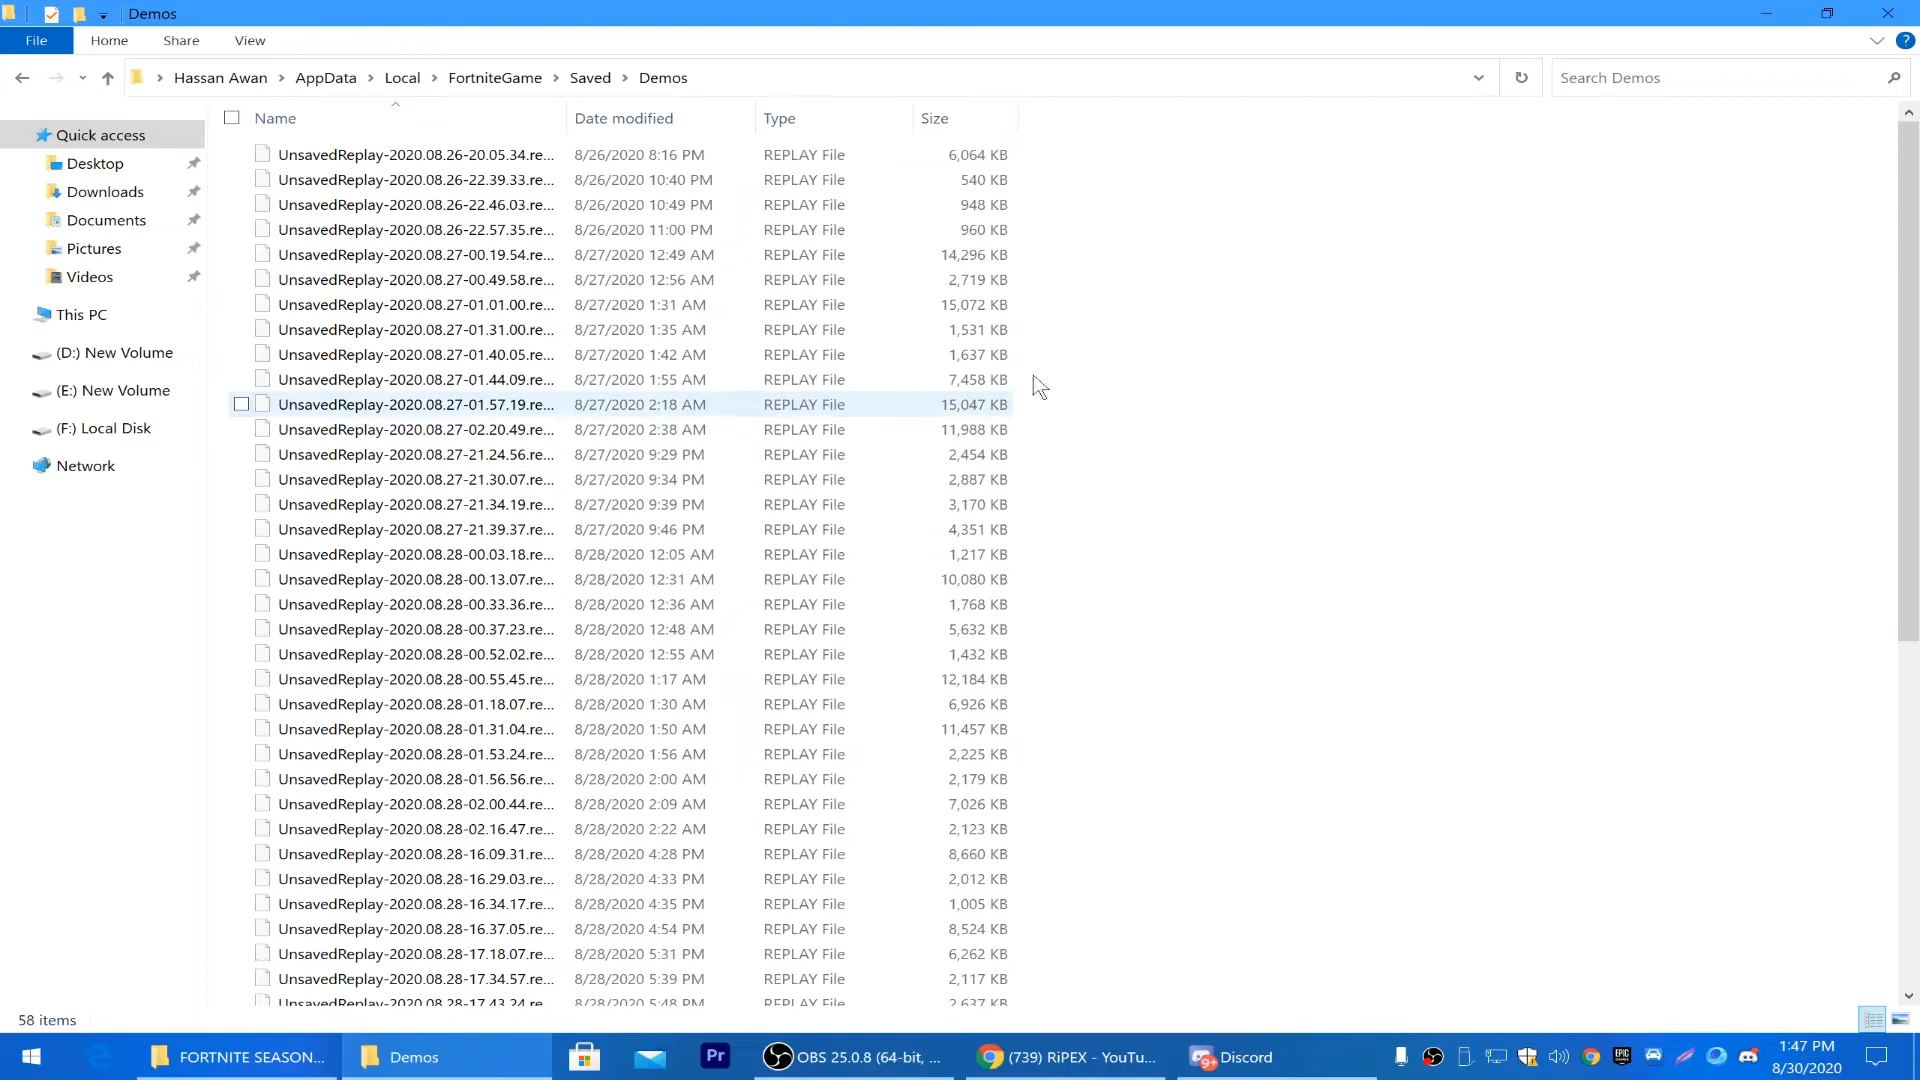 Demos
File Home Share View
Hassan Awan > AppData > Local > FortniteGame > Saved > Demos
Search Demos
Name Date modified Type Size
Quick access
Desktop
Downloads
Documents
Pictures
Videos
This PC
(D:) New Volume
(E:) New Volume
(F:) Local Disk
Network
UnsavedReplay-2020.08.26-20.05.34.re... 8/26/2020 8:16 PM REPLAY File 6,064 KB
UnsavedReplay-2020.08.26-22.39.33.re... 8/26/2020 10:40 PM REPLAY File 540 KB
UnsavedReplay-2020.08.26-22.46.03.re... 8/26/2020 10:49 PM REPLAY File 948 KB
UnsavedReplay-2020.08.26-22.57.35.re... 8/26/2020 11:00 PM REPLAY File 960 KB
UnsavedReplay-2020.08.27-00.19.54.re... 8/27/2020 12:49 AM REPLAY File 14,296 KB
UnsavedReplay-2020.08.27-00.49.58.re... 8/27/2020 12:56 AM REPLAY File 2,719 KB
UnsavedReplay-2020.08.27-01.01.00.re... 8/27/2020 1:31 AM REPLAY File 15,072 KB
UnsavedReplay-2020.08.27-01.31.00.re... 8/27/2020 1:35 AM REPLAY File 1,531 KB
UnsavedReplay-2020.08.27-01.40.05.re... 8/27/2020 1:42 AM REPLAY File 1,637 KB
UnsavedReplay-2020.08.27-01.44.09.re... 8/27/2020 1:55 AM REPLAY File 7,458 KB
UnsavedReplay-2020.08.27-01.57.19.re... 8/27/2020 2:18 AM REPLAY File 15,047 KB
UnsavedReplay-2020.08.27-02.20.49.re... 8/27/2020 2:38 AM REPLAY File 11,988 KB
UnsavedReplay-2020.08.27-21.24.56.re... 8/27/2020 9:29 PM REPLAY File 2,454 KB
UnsavedReplay-2020.08.27-21.30.07.re... 8/27/2020 9:34 PM REPLAY File 2,887 KB
UnsavedReplay-2020.08.27-21.34.19.re... 8/27/2020 9:39 PM REPLAY File 3,170 KB
UnsavedReplay-2020.08.27-21.39.37.re... 8/27/2020 9:46 PM REPLAY File 4,351 KB
UnsavedReplay-2020.08.28-00.03.18.re... 8/28/2020 12:05 AM REPLAY File 1,217 KB
UnsavedReplay-2020.08.28-00.13.07.re... 8/28/2020 12:31 AM REPLAY File 10,080 KB
UnsavedReplay-2020.08.28-00.33.36.re... 8/28/2020 12:36 AM REPLAY File 1,768 KB
UnsavedReplay-2020.08.28-00.37.23.re... 8/28/2020 12:48 AM REPLAY File 5,632 KB
UnsavedReplay-2020.08.28-00.52.02.re... 8/28/2020 12:55 AM REPLAY File 1,432 KB
UnsavedReplay-2020.08.28-00.55.45.re... 8/28/2020 1:17 AM REPLAY File 12,184 KB
UnsavedReplay-2020.08.28-01.18.07.re... 8/28/2020 1:30 AM REPLAY File 6,926 KB
UnsavedReplay-2020.08.28-01.31.04.re... 8/28/2020 1:50 AM REPLAY File 11,457 KB
UnsavedReplay-2020.08.28-01.53.24.re... 8/28/2020 1:56 AM REPLAY File 2,225 KB
UnsavedReplay-2020.08.28-01.56.56.re... 8/28/2020 2:00 AM REPLAY File 2,179 KB
UnsavedReplay-2020.08.28-02.00.44.re... 8/28/2020 2:09 AM REPLAY File 7,026 KB
UnsavedReplay-2020.08.28-02.16.47.re... 8/28/2020 2:22 AM REPLAY File 2,123 KB
UnsavedReplay-2020.08.28-16.09.31.re... 8/28/2020 4:28 PM REPLAY File 8,660 KB
UnsavedReplay-2020.08.28-16.29.03.re... 8/28/2020 4:33 PM REPLAY File 2,012 KB
UnsavedReplay-2020.08.28-16.34.17.re... 8/28/2020 4:35 PM REPLAY File 1,005 KB
UnsavedReplay-2020.08.28-16.37.05.re... 8/28/2020 4:54 PM REPLAY File 8,524 KB
UnsavedReplay-2020.08.28-17.18.07.re... 8/28/2020 5:31 PM REPLAY File 6,262 KB
UnsavedReplay-2020.08.28-17.34.57.re... 8/28/2020 5:39 PM REPLAY File 2,117 KB
UnsavedReplay-2020.08.28-17.43.24.re... 8/28/2020 5:48 PM REPLAY File 2,637 KB
58 items
FORTNITE SEASON... Demos Pr OBS 25.0.8 (64-bit, ... (739) RiPEX - YouTu... 9+ Discord EPIC GAMES 1:47 PM
8/30/2020